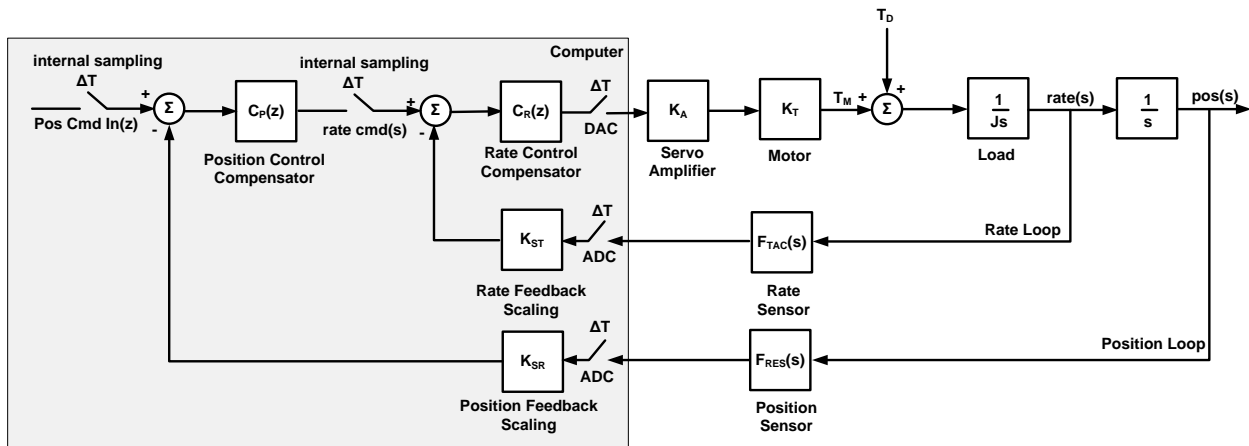 T_D
Computer
internal sampling
ΔT
+
Pos Cmd In(z)
-
Σ
C_P(z)
Position Control
Compensator
internal sampling
ΔT
+
rate cmd(s)
-
Σ
C_R(z)
Rate Control
Compensator
ΔT
DAC
K_A
Servo
Amplifier
K_T
Motor
T_M
+
+
Σ
1
Js
Load
rate(s)
1
s
pos(s)
K_ST
ΔT
ADC
Rate Feedback
Scaling
F_TAC(s)
Rate
Sensor
Rate Loop
K_SR
ΔT
ADC
Position Feedback
Scaling
F_RES(s)
Position
Sensor
Position Loop